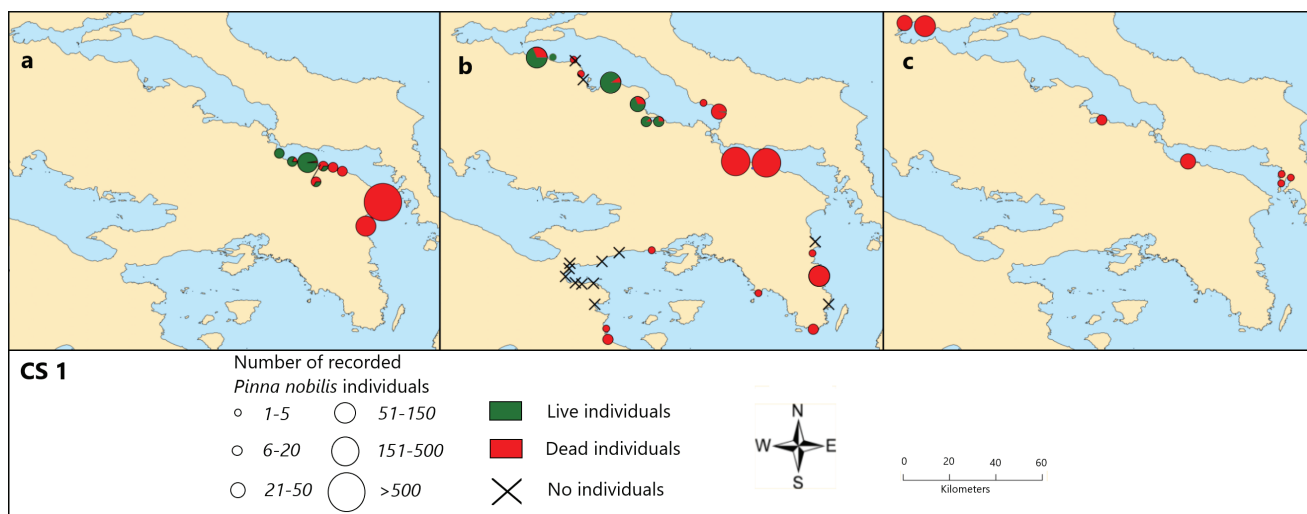 a
b
c
CS 1
Number of recorded
Pinna nobilis individuals
1-5
51-150
6-20
151-500
21-50
>500
Live individuals
Dead individuals
No individuals
N
W E
S
0 20 40 60
Kilometers